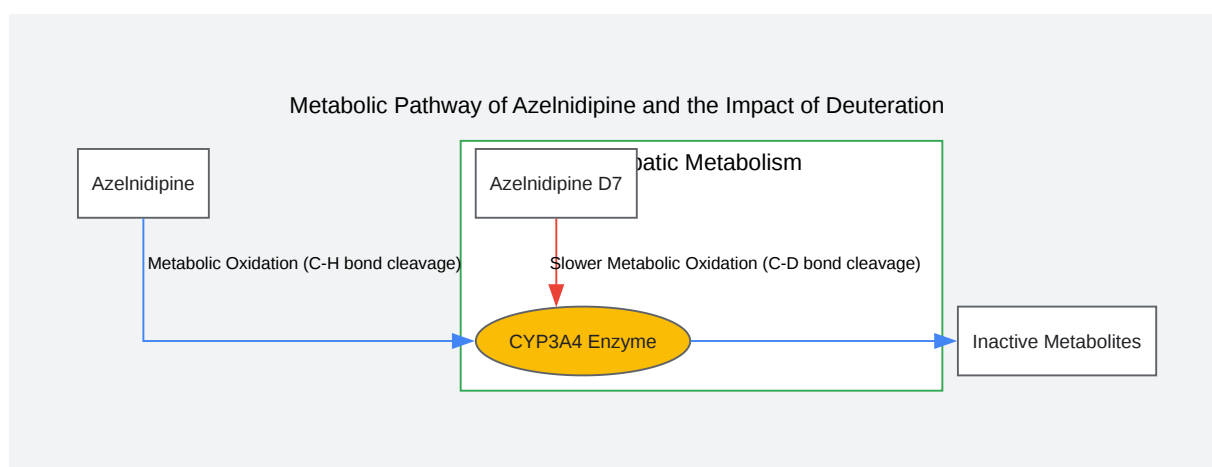 Metabolic Pathway of Azelnidipine and the Impact of Deuteration
patic Metabolism
Azelnidipine
Azelnidipine D7
Metabolic Oxidation (C-H bond cleavage)
Slower Metabolic Oxidation (C-D bond cleavage)
CYP3A4 Enzyme
Inactive Metabolites